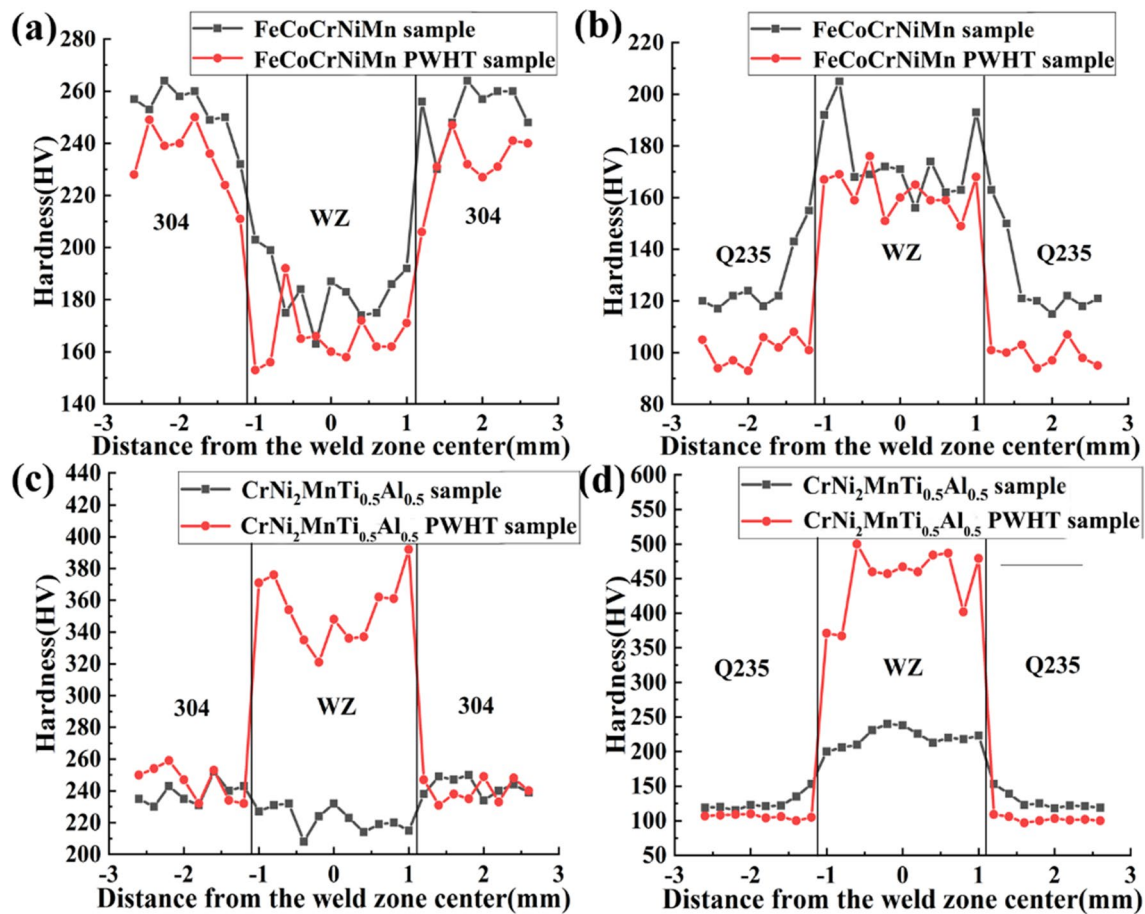 (a)
FeCoCrNiMn sample
FeCoCrNiMn PWHT sample
280
260
240
220
200
180
160
140
Hardness(HV)
304
WZ
304
-3 -2 -1 0 1 2 3
Distance from the weld zone center(mm)
(b)
FeCoCrNiMn sample
FeCoCrNiMn PWHT sample
220
200
180
160
140
120
100
80
Hardness(HV)
Q235
WZ
Q235
-3 -2 -1 0 1 2 3
Distance from the weld zone center(mm)
(c)
CrNi₂MnTi₀.₅Al₀.₅ sample
CrNi₂MnTi₀.₅Al₀.₅ PWHT sample
440
420
400
380
360
340
320
300
280
260
240
220
200
Hardness(HV)
304
WZ
304
-3 -2 -1 0 1 2 3
Distance from the weld zone center(mm)
(d)
CrNi₂MnTi₀.₅Al₀.₅ sample
CrNi₂MnTi₀.₅Al₀.₅ PWHT sample
600
550
500
450
400
350
300
250
200
150
100
50
Hardness(HV)
Q235
WZ
Q235
-3 -2 -1 0 1 2 3
Distance from the weld zone center(mm)